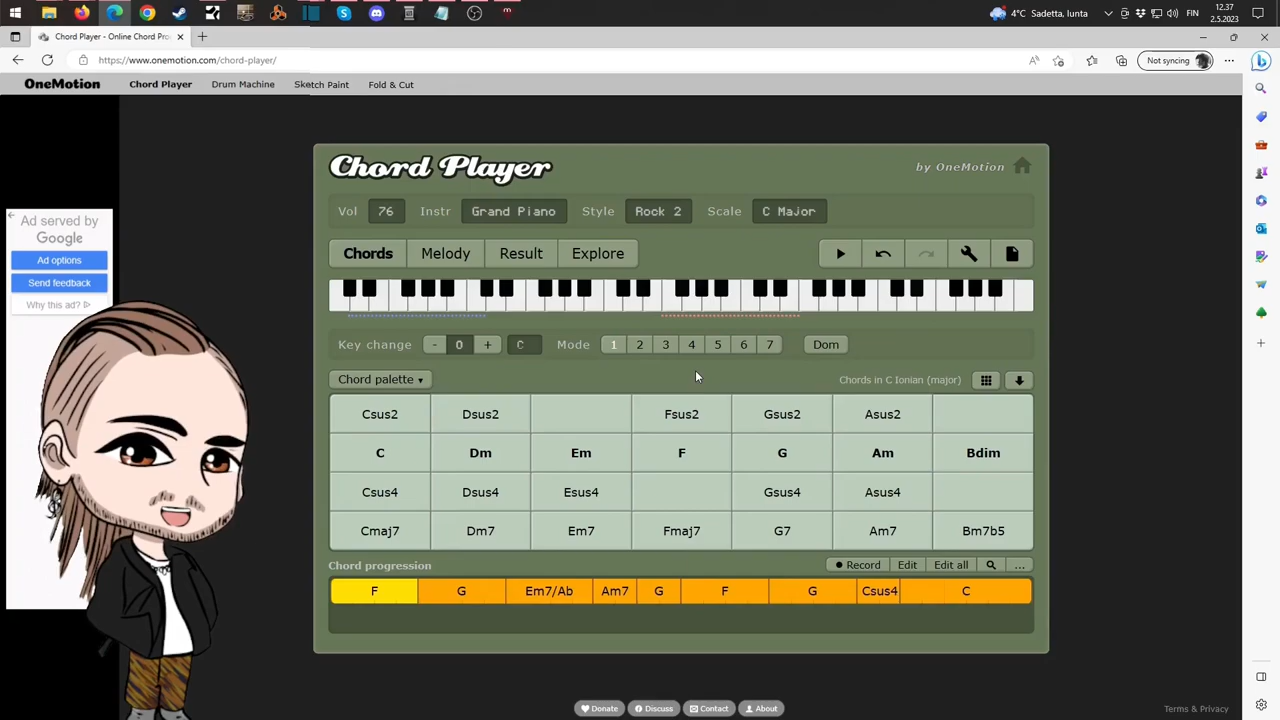 12.37
4°C Sadetta, lunta
FIN
2.5.2023
Chord Player - Online Chord Pro
https://www.onemotion.com/chord-player/
Not syncing
OneMotion
Chord Player
Drum Machine
Sketch Paint
Fold & Cut
Chord Player
by OneMotion
Vol 76 Instr Grand Piano Style Rock 2 Scale C Major
Chords Melody Result Explore
Key change - 0 + C Mode 1 2 3 4 5 6 7 Dom
Chord palette ▾ Chords in C Ionian (major)
Csus2 Dsus2 Fsus2 Gsus2 Asus2
C Dm Em F G Am Bdim
Csus4 Dsus4 Esus4 Gsus4 Asus4
Cmaj7 Dm7 Em7 Fmaj7 G7 Am7 Bm7b5
Chord progression ● Record Edit Edit all ...
F G Em7/Ab Am7 G F G Csus4 C
Ad served by
Google
Ad options
Send feedback
Why this ad?
Donate Discuss Contact About
Terms & Privacy